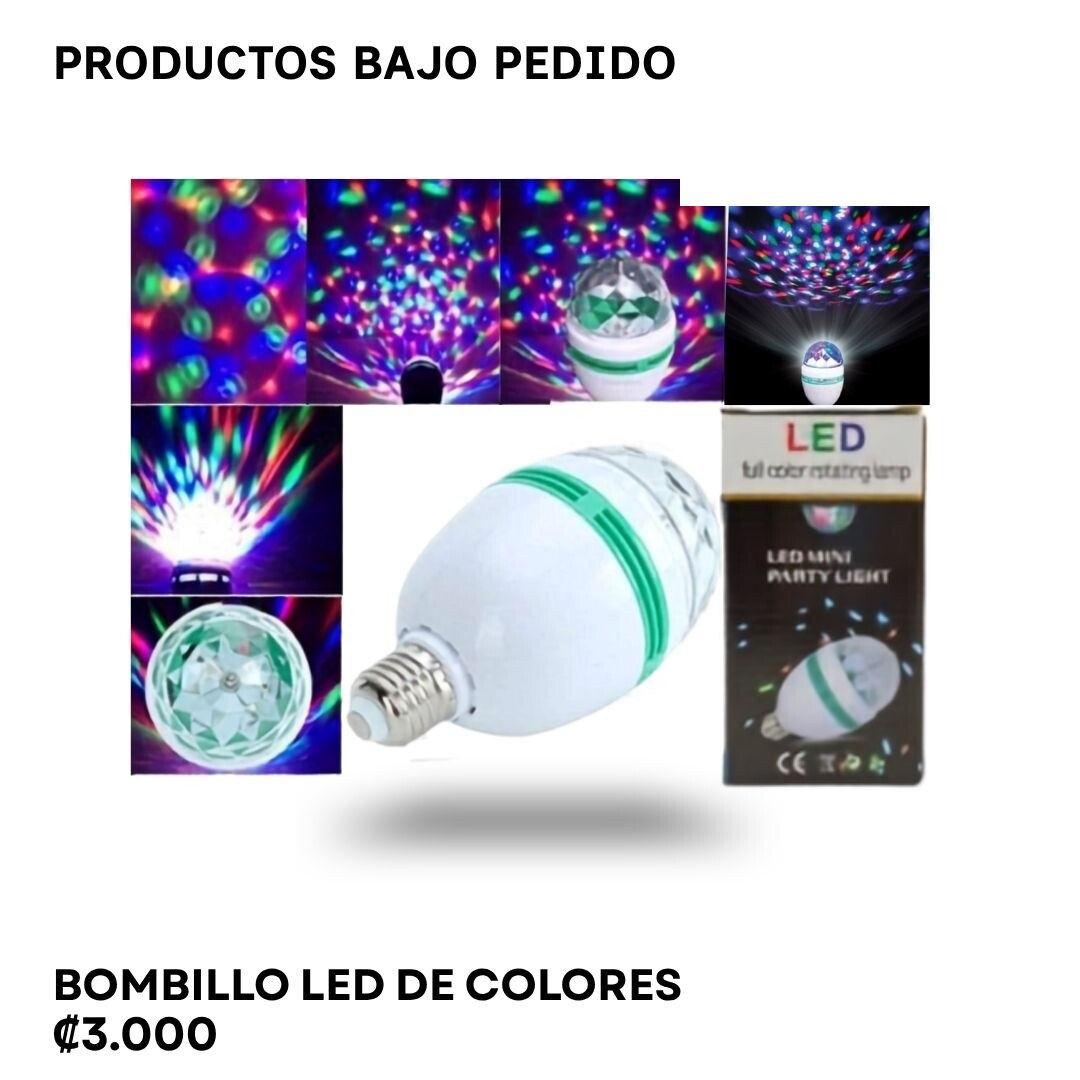 PRODUCTOS BAJO PEDIDO
LED
full color rotating lamp
LED MINI
PARTY LIGHT
CE
BOMBILLO LED DE COLORES
₡3.000